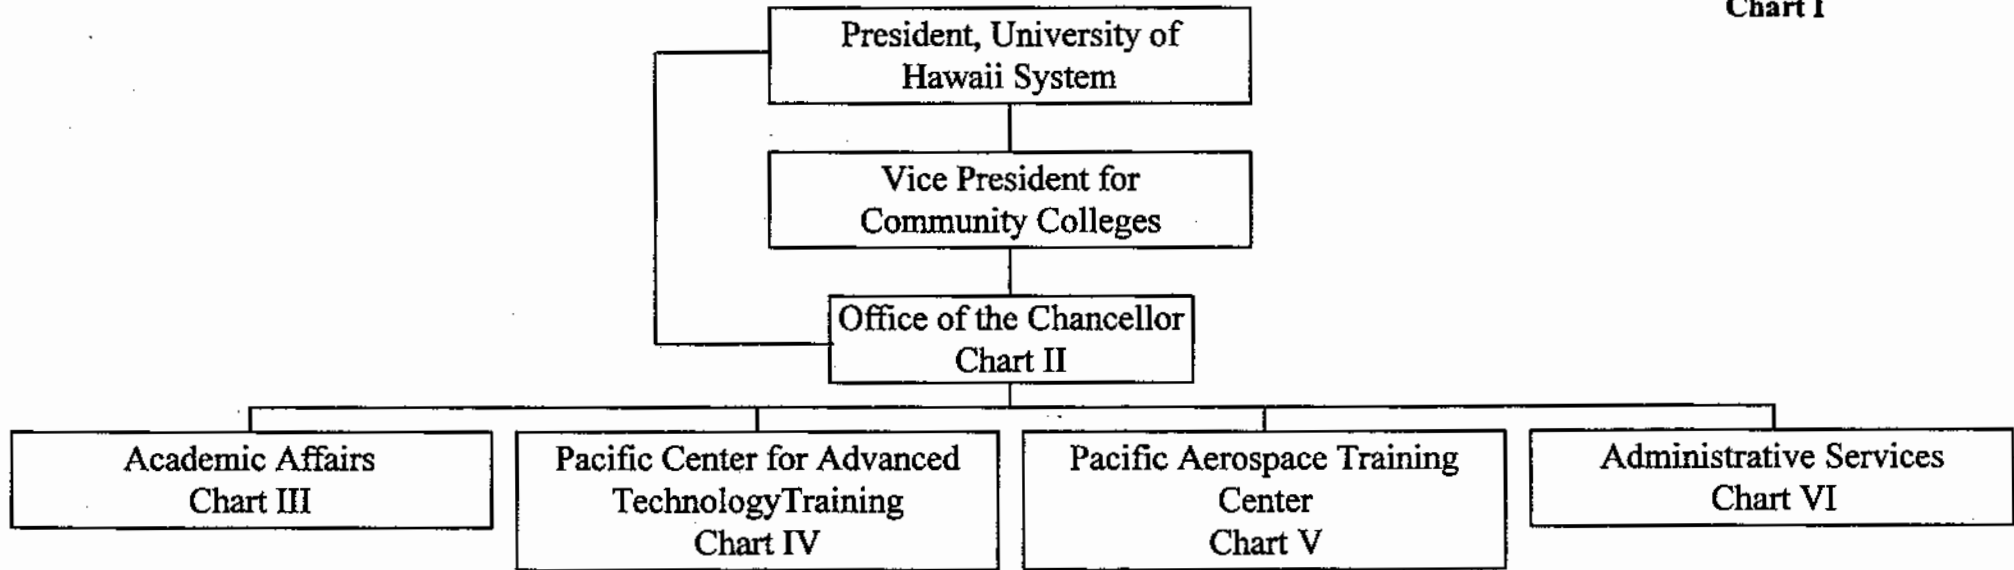 Chart I
President, University of
Hawaii System
Vice President for
Community Colleges
Office of the Chancellor
Chart II
Academic Affairs
Chart III
Pacific Center for Advanced
TechnologyTraining
Chart IV
Pacific Aerospace Training
Center
Chart V
Administrative Services
Chart VI